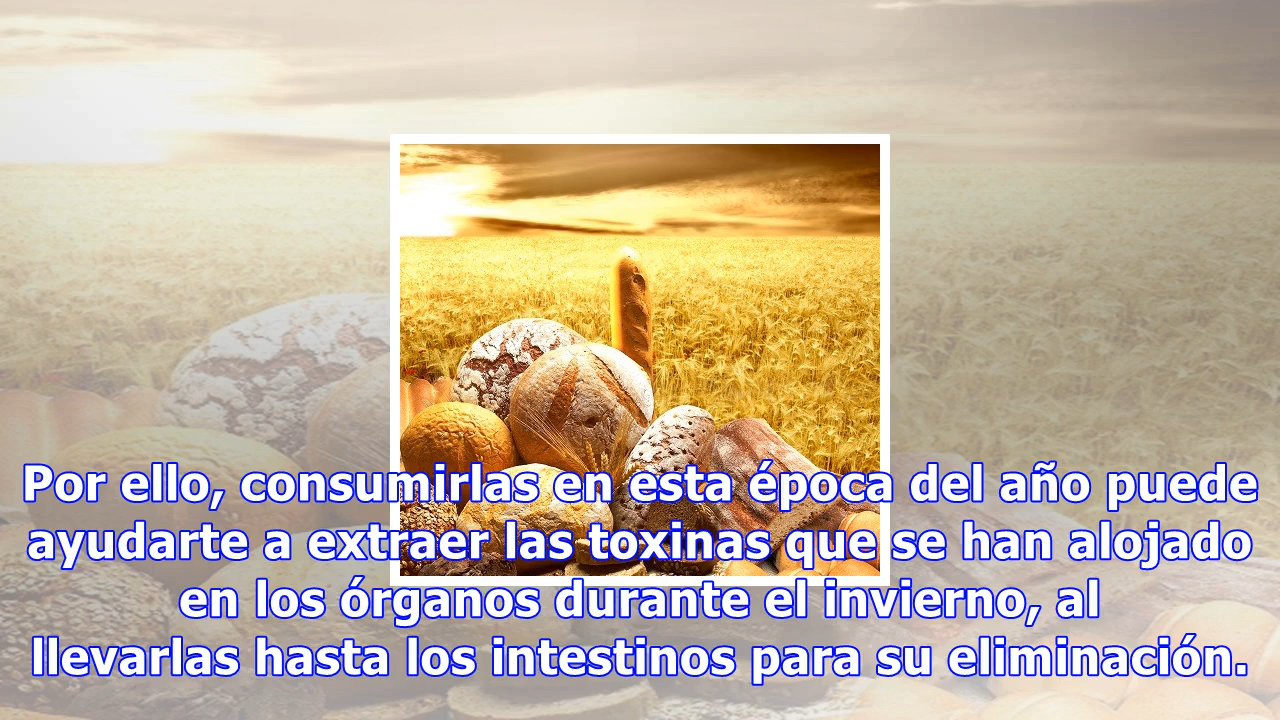 Por ello, consumirlas en esta época del año puede
ayudarte a extraer las toxinas que se han alojado
en los órganos durante el invierno, al
llevarlas hasta los intestinos para su eliminación.